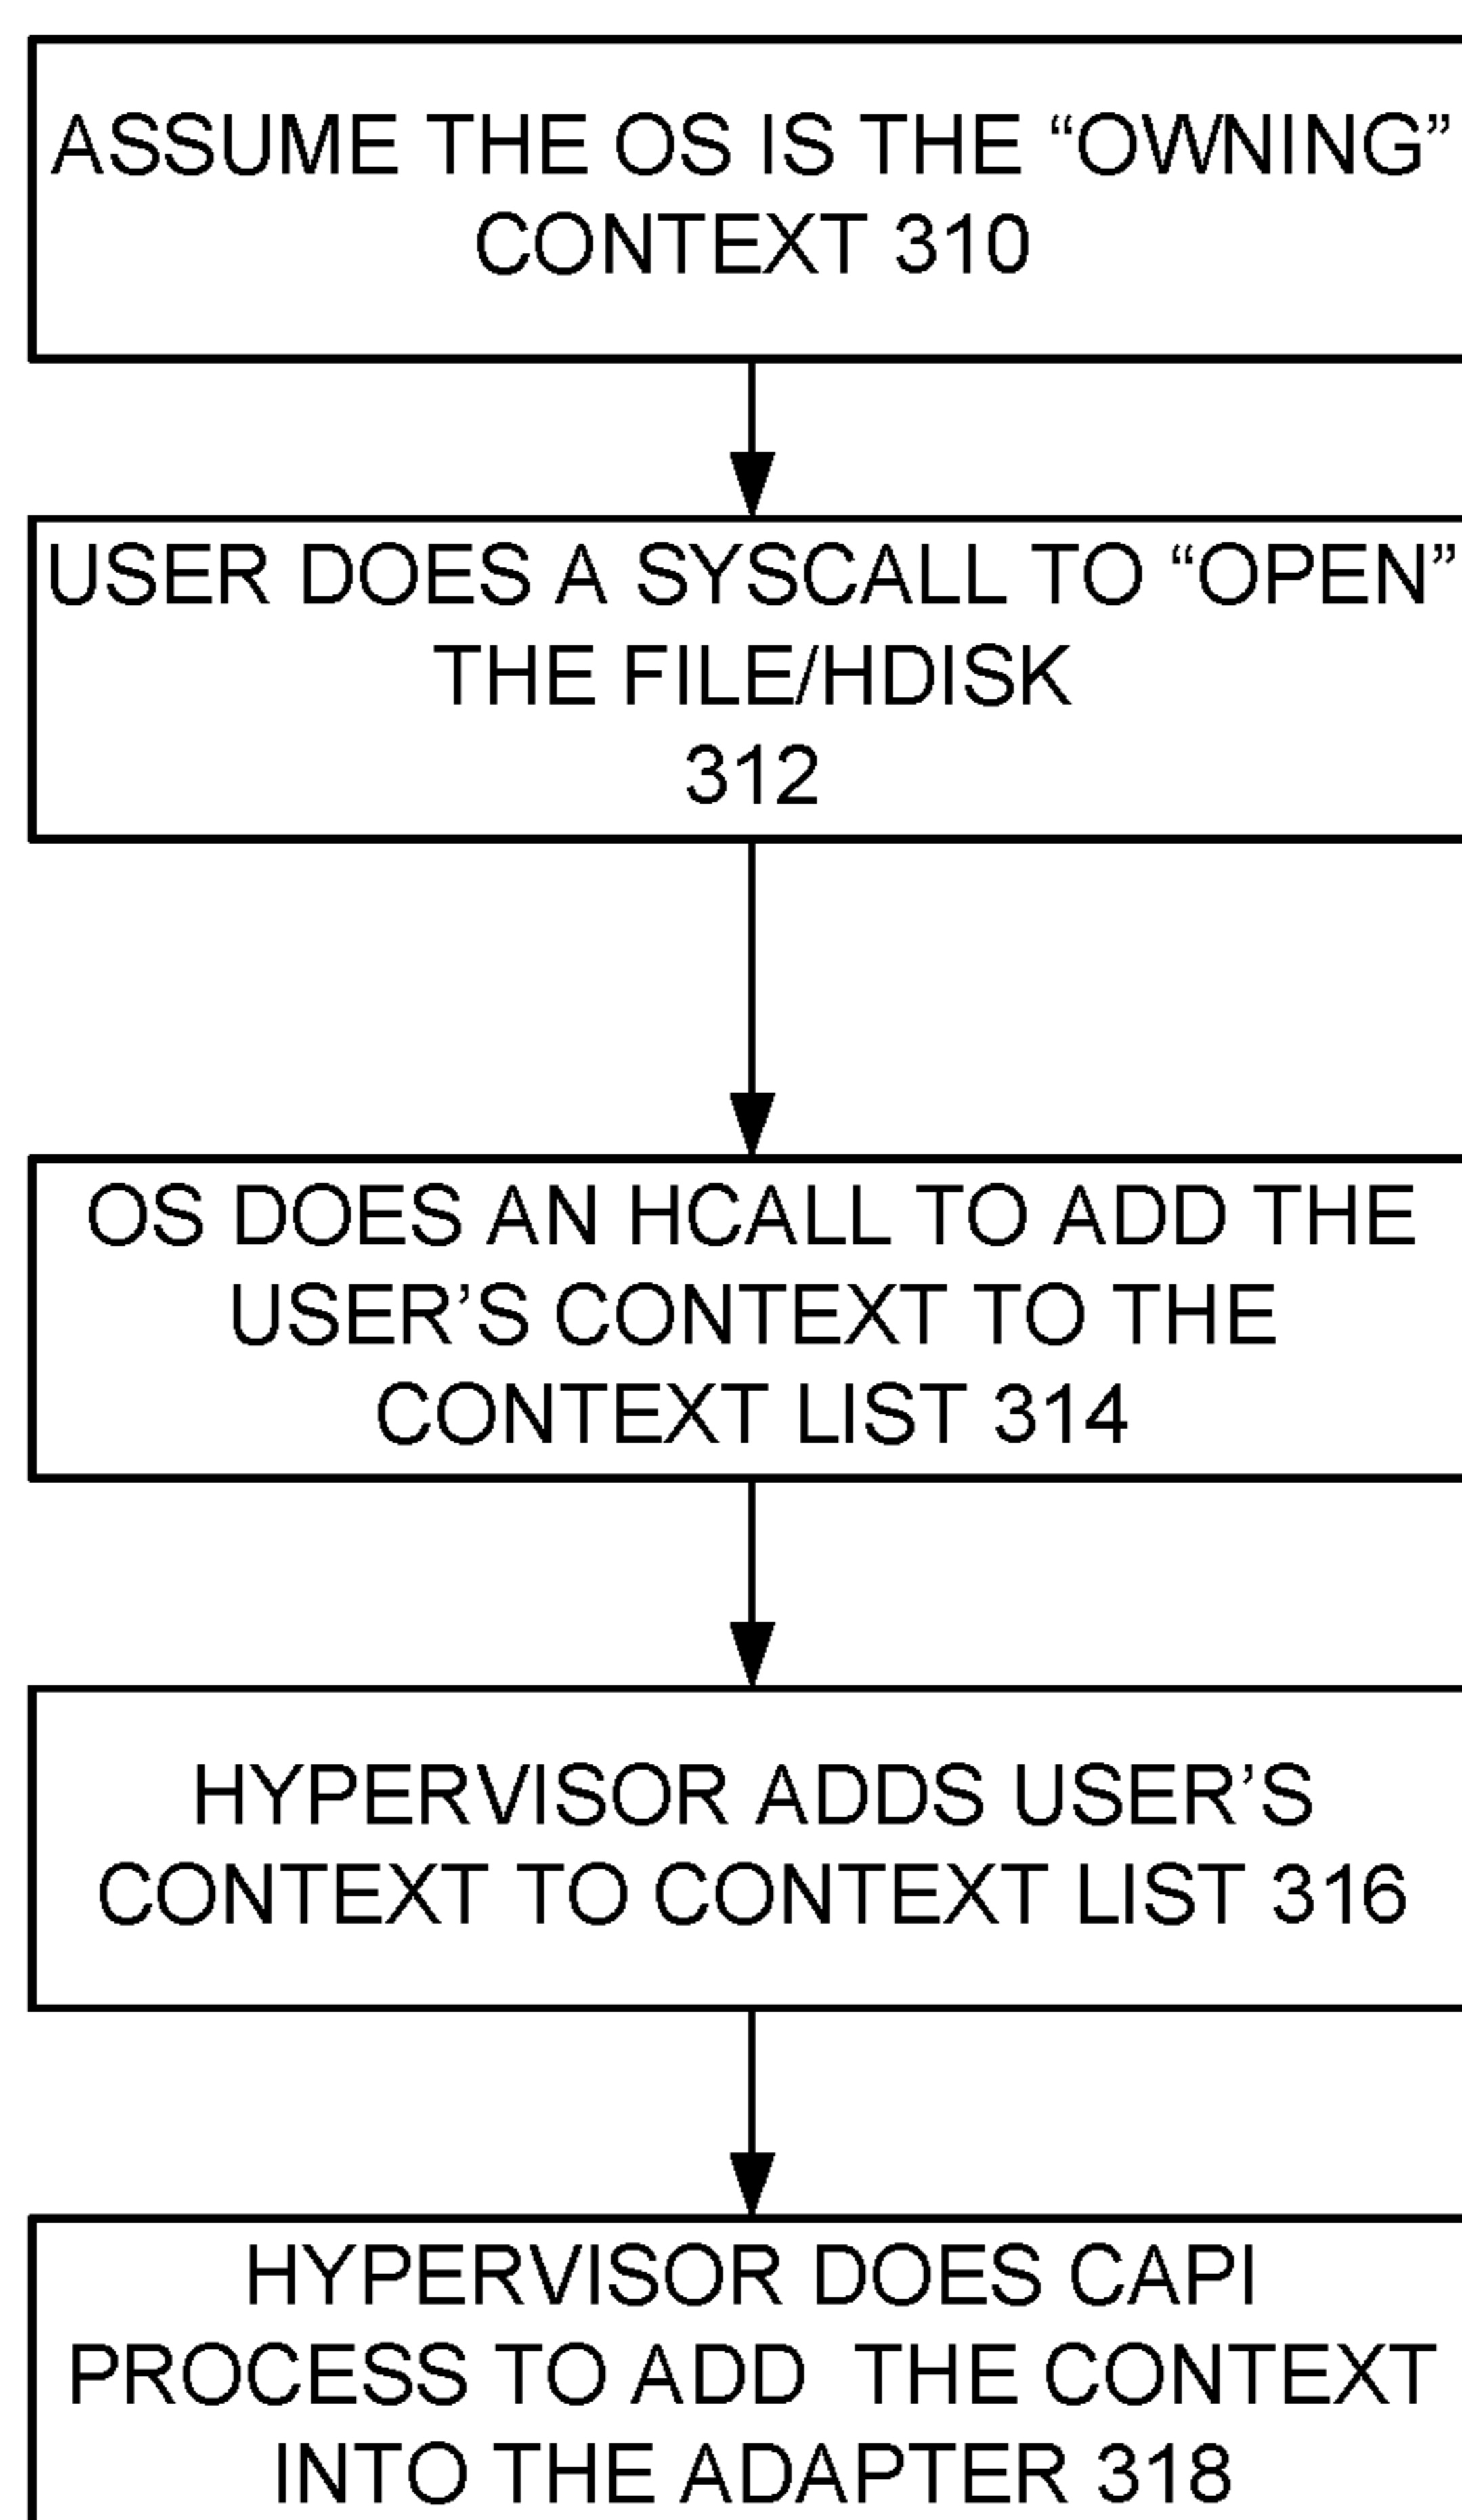 ASSUME THE OS IS THE “OWNING”
CONTEXT 310
USER DOES A SYSCALL TO “OPEN”
THE FILE/HDISK
312
OS DOES AN HCALL TO ADD THE
USER’S CONTEXT TO THE
CONTEXT LIST 314
HYPERVISOR ADDS USER’S
CONTEXT TO CONTEXT LIST 316
HYPERVISOR DOES CAPI
PROCESS TO ADD THE CONTEXT
INTO THE ADAPTER 318